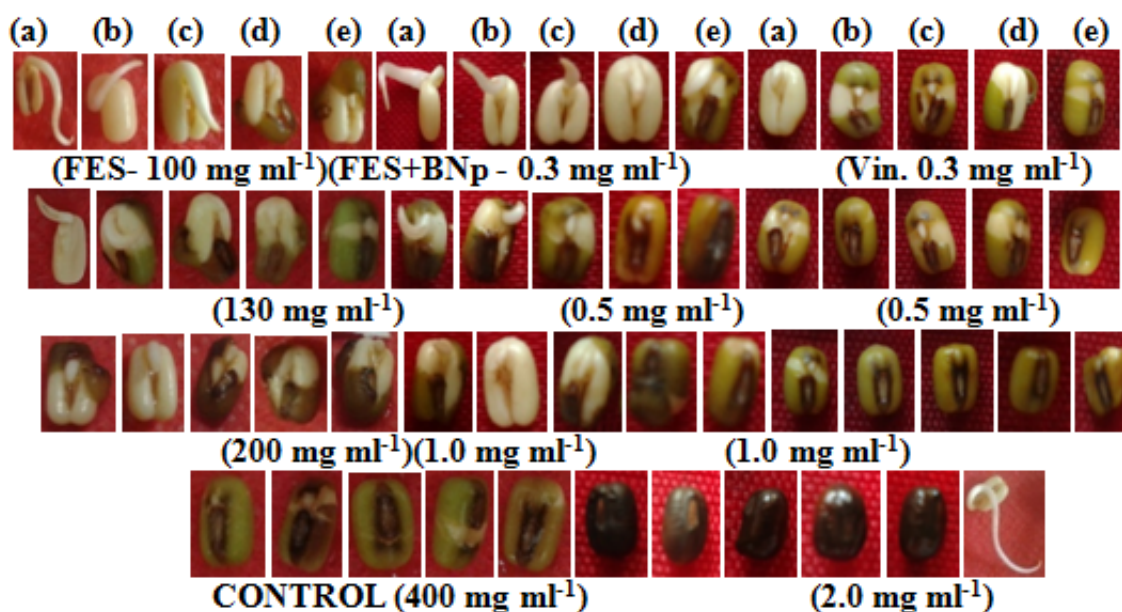 (a) (b) (c) (d) (e) (a) (b) (c) (d) (e) (a) (b) (c) (d) (e)
(FES- 100 mg ml⁻¹)(FES+BNp - 0.3 mg ml⁻¹) (Vin. 0.3 mg ml⁻¹)
(130 mg ml⁻¹) (0.5 mg ml⁻¹) (0.5 mg ml⁻¹)
(200 mg ml⁻¹)(1.0 mg ml⁻¹) (1.0 mg ml⁻¹)
CONTROL (400 mg ml⁻¹) (2.0 mg ml⁻¹)